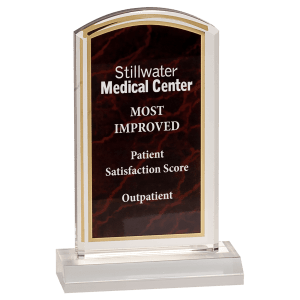 Stillwater
Medical Center
MOST
IMPROVED
Patient
Satisfaction Score
Outpatient